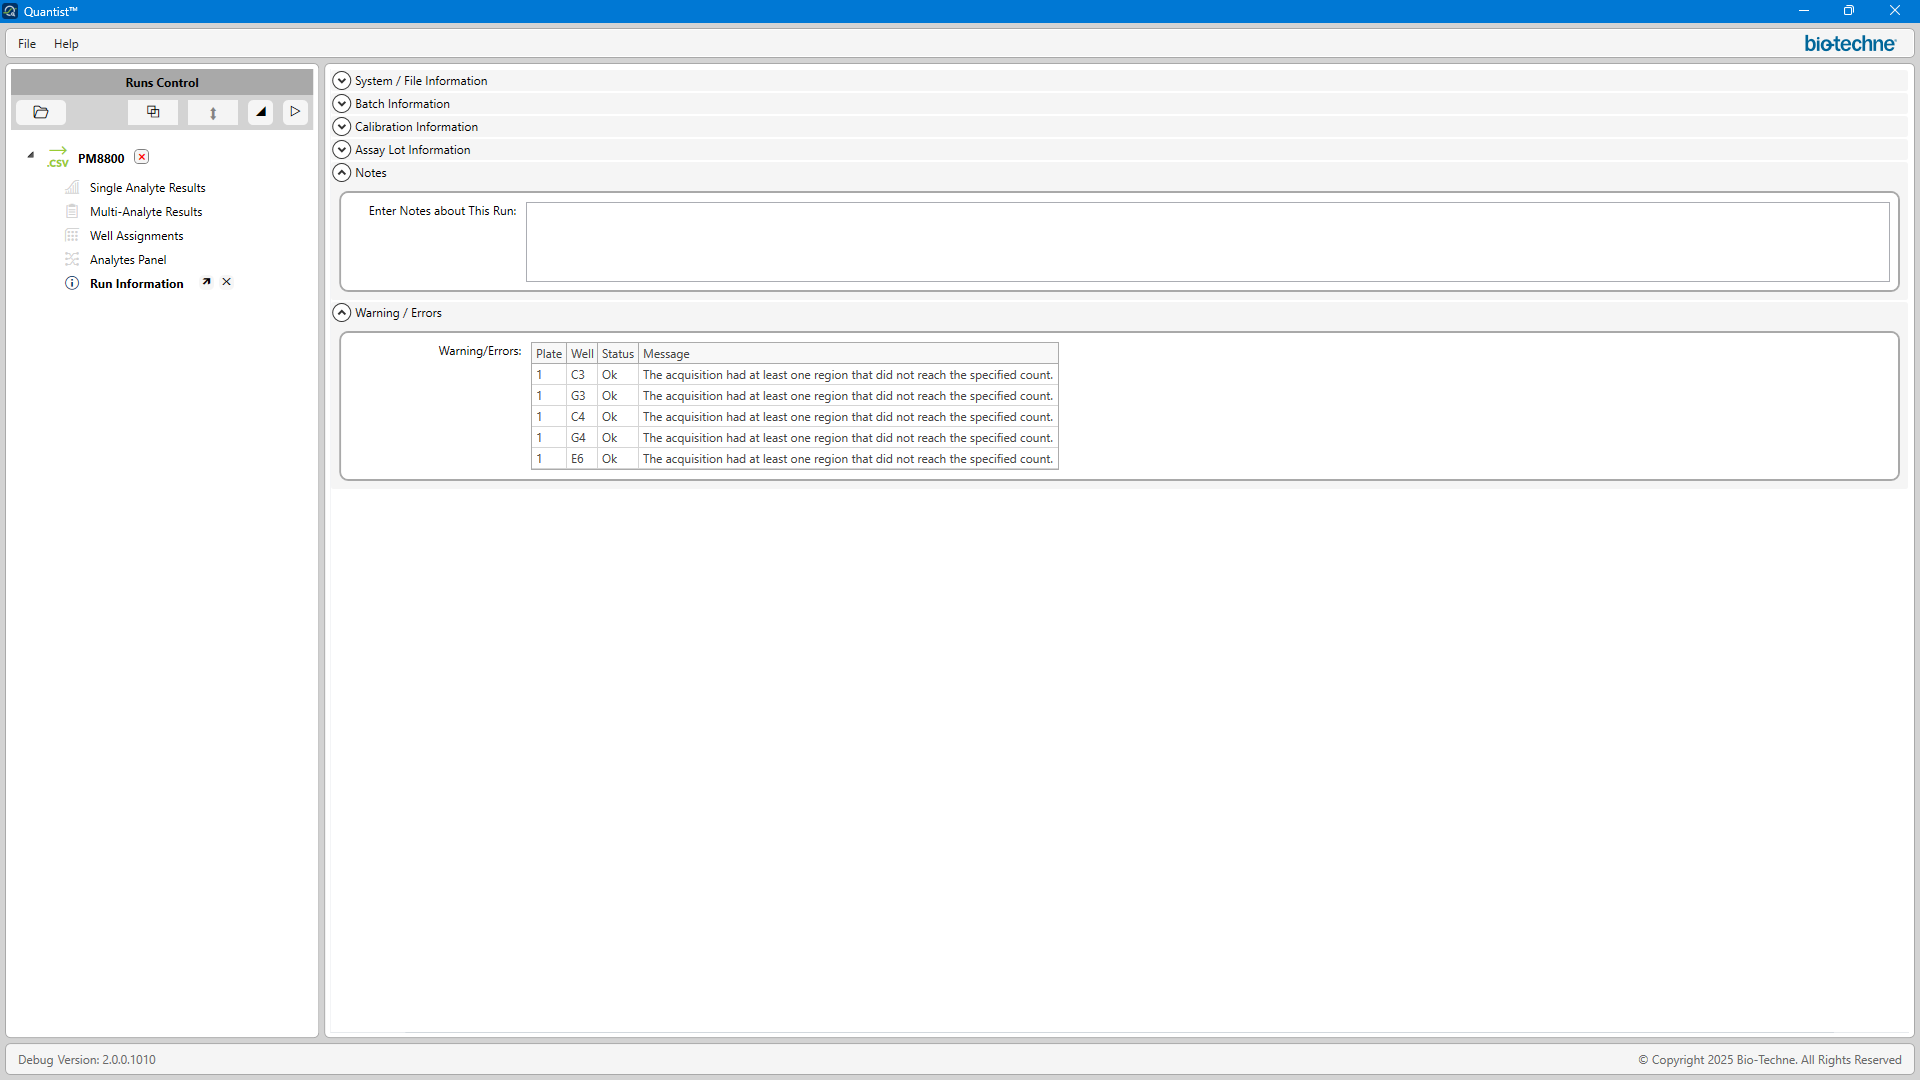 Quantist™
File Help
bio-techne
Runs Control
.CSV PM8800
Single Analyte Results
Multi-Analyte Results
Well Assignments
Analytes Panel
Run Information
System / File Information
Batch Information
Calibration Information
Assay Lot Information
Notes
Enter Notes about This Run:
Warning / Errors
Warning/Errors:
Plate Well Status Message
1 C3 Ok The acquisition had at least one region that did not reach the specified count.
1 G3 Ok The acquisition had at least one region that did not reach the specified count.
1 C4 Ok The acquisition had at least one region that did not reach the specified count.
1 G4 Ok The acquisition had at least one region that did not reach the specified count.
1 E6 Ok The acquisition had at least one region that did not reach the specified count.
Debug Version: 2.0.0.1010
© Copyright 2025 Bio-Techne. All Rights Reserved